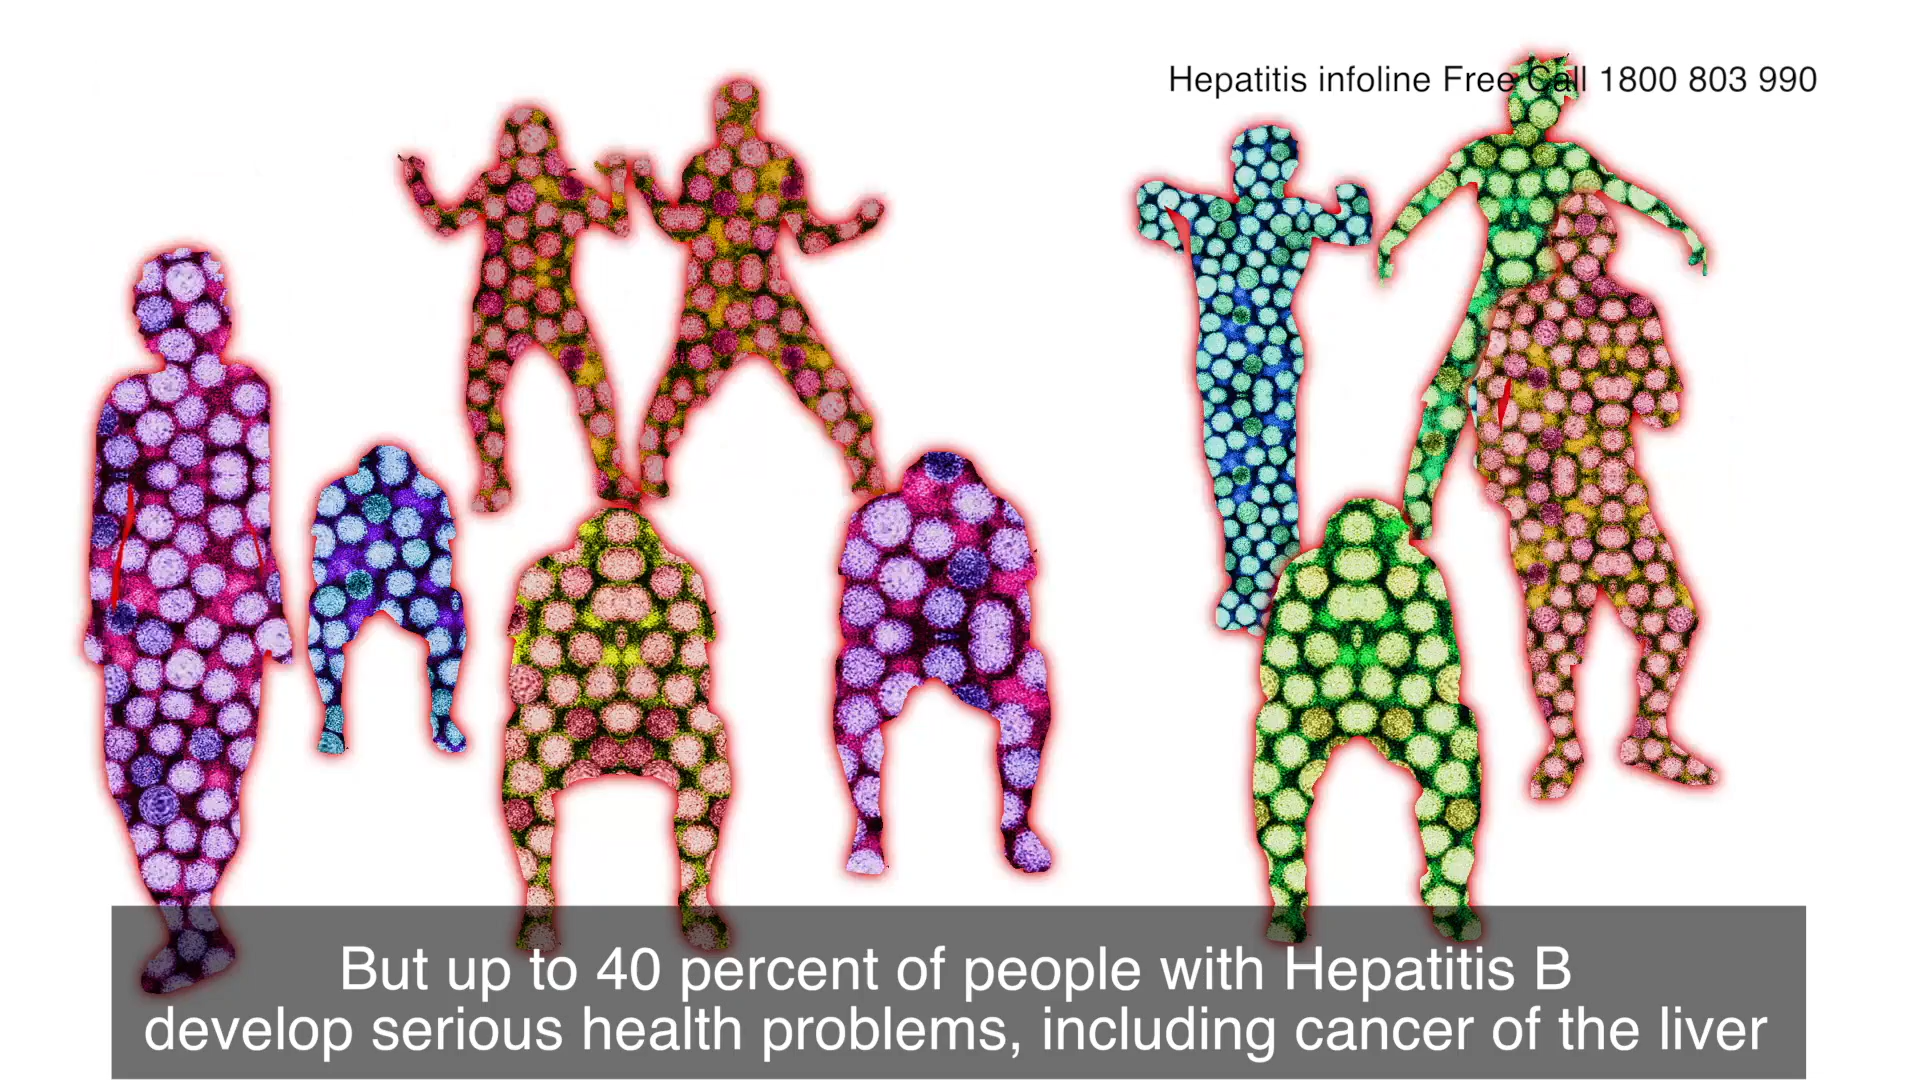 Hepatitis infoline Free Call 1800 803 990
But up to 40 percent of people with Hepatitis B
develop serious health problems, including cancer of the liver